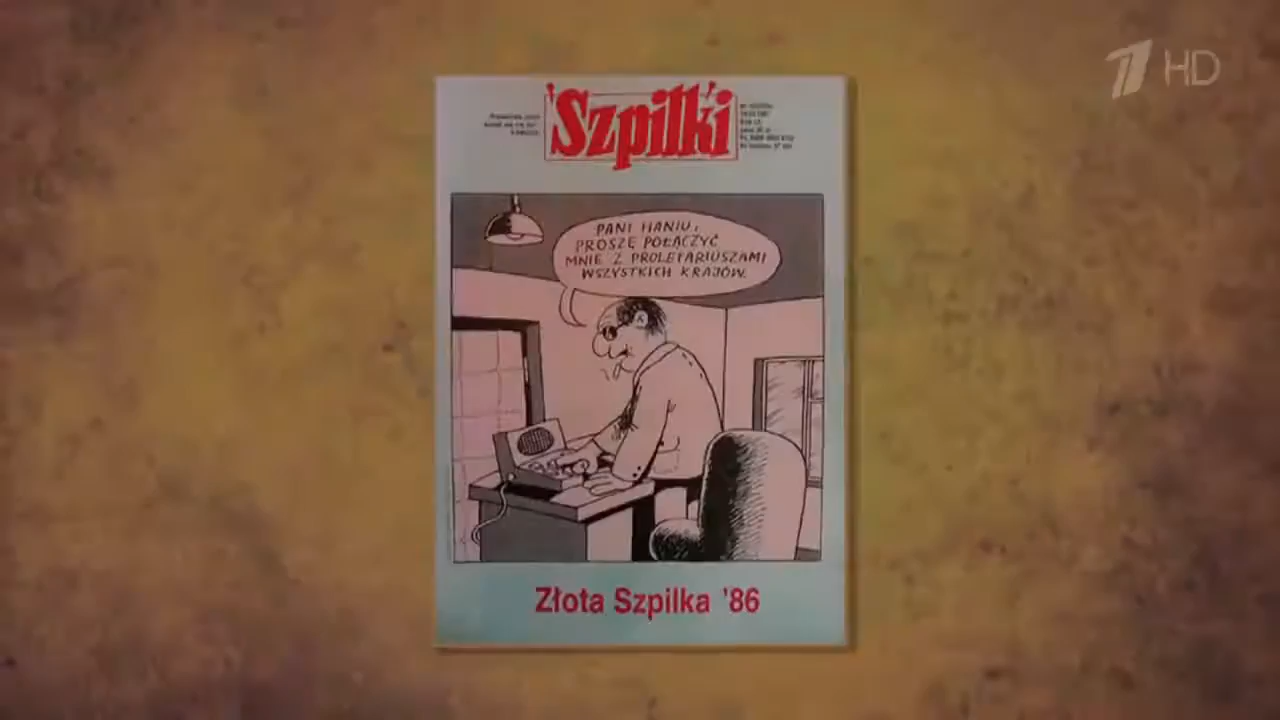 HD
Szpilki
PANI HANIU,
PROSZĘ POŁĄCZYĆ
MNIE Z PROLETARIUSZAMI
WSZYSTKICH KRAJÓW.
Złota Szpilka '86